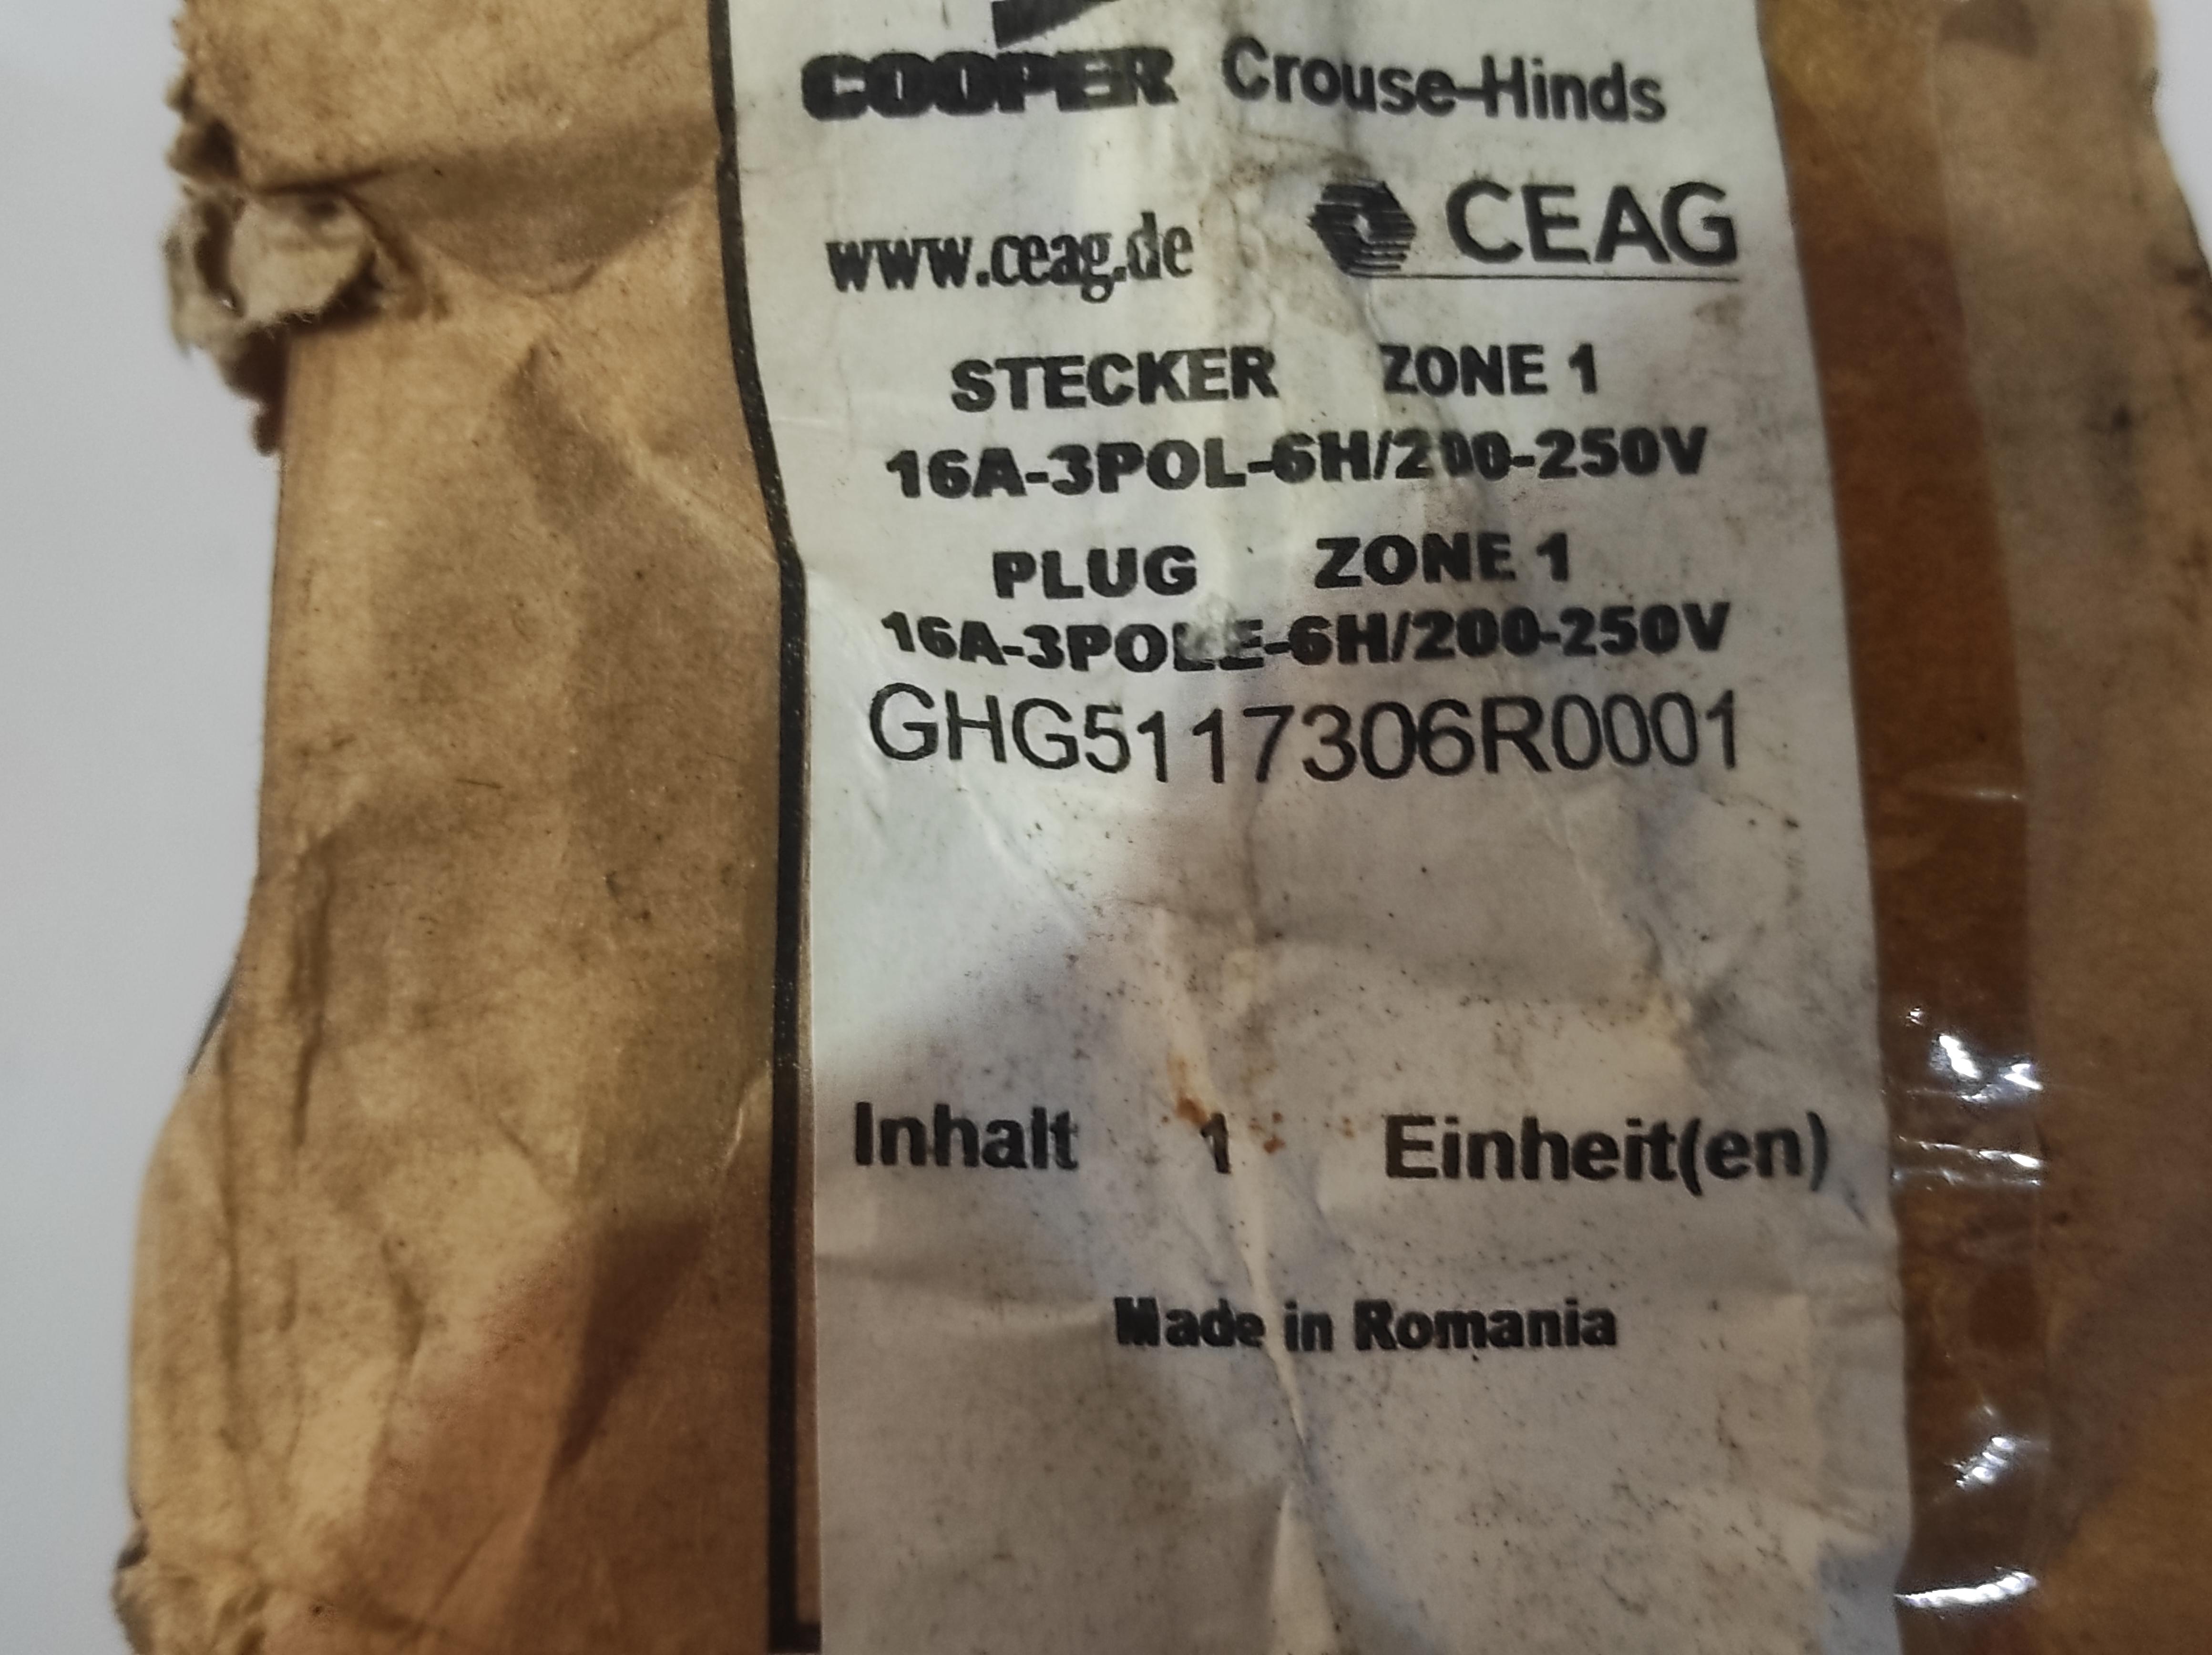 COOPER Crouse-Hinds
www.ceag.de CEAG
STECKER ZONE 1
16A-3POL-6H/200-250V
PLUG ZONE 1
16A-3POLE-6H/200-250V
GHG5117306R0001
Inhalt 1 Einheit(en)
Made in Romania